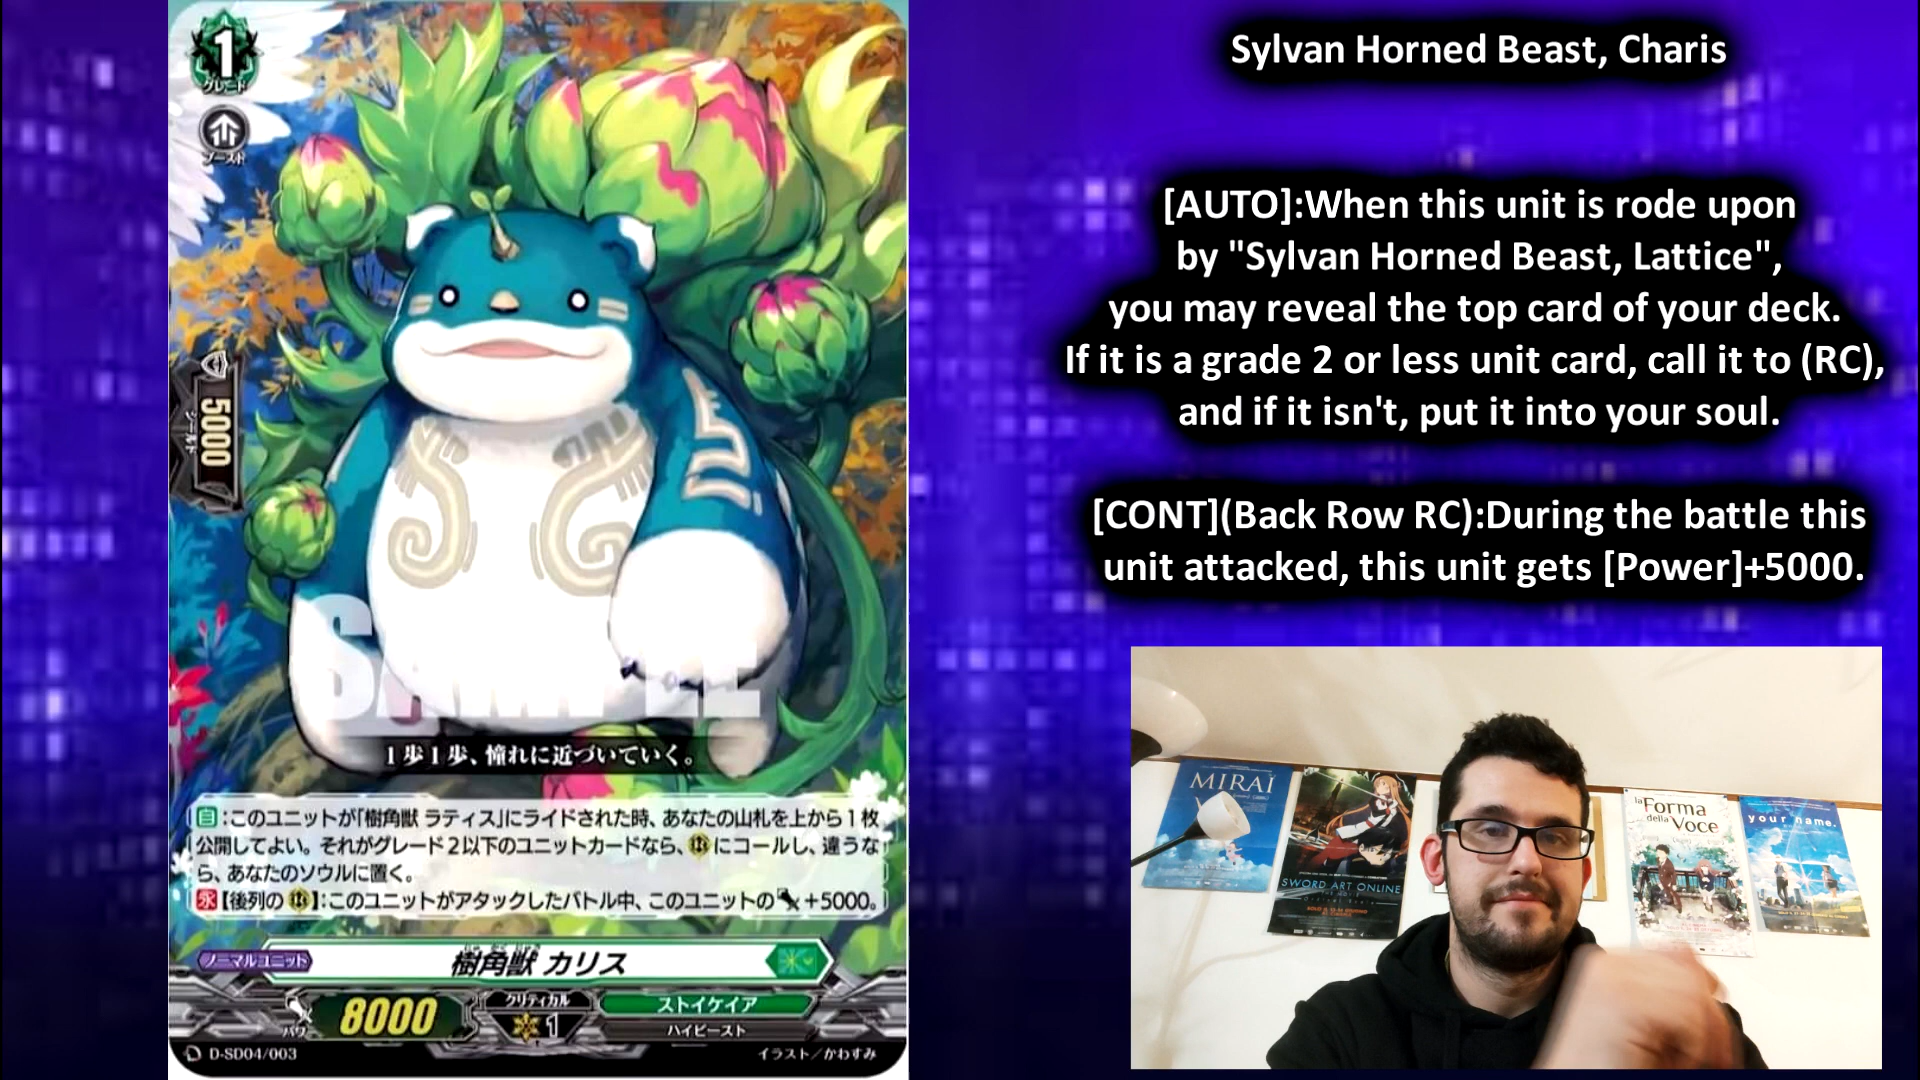 1
グレード
ブースト
5000
シールド
SAMPLE
1歩1歩、憧れに近づいていく。
自:このユニットが「樹角獣 ラティス」にライドされた時、あなたの山札を上から1枚
公開してよい。それがグレード2以下のユニットカードなら、 にコールし、違うな
ら、あなたのソウルに置く。
永【後列の 】:このユニットがアタックしたバトル中、このユニットの +5000。
ノーマルユニット
じゅ かく じゅう
樹角獣 カリス
パワー
8000
クリティカル
1
ストイケイア
ハイビースト
D-SD04/003
イラスト/かわすみ
Sylvan Horned Beast, Charis
[AUTO]:When this unit is rode upon
by "Sylvan Horned Beast, Lattice",
you may reveal the top card of your deck.
If it is a grade 2 or less unit card, call it to (RC),
and if it isn't, put it into your soul.
[CONT](Back Row RC):During the battle this
unit attacked, this unit gets [Power]+5000.
MIRAI
SWORD ART ONLINE
la Forma
della Voce
your name.